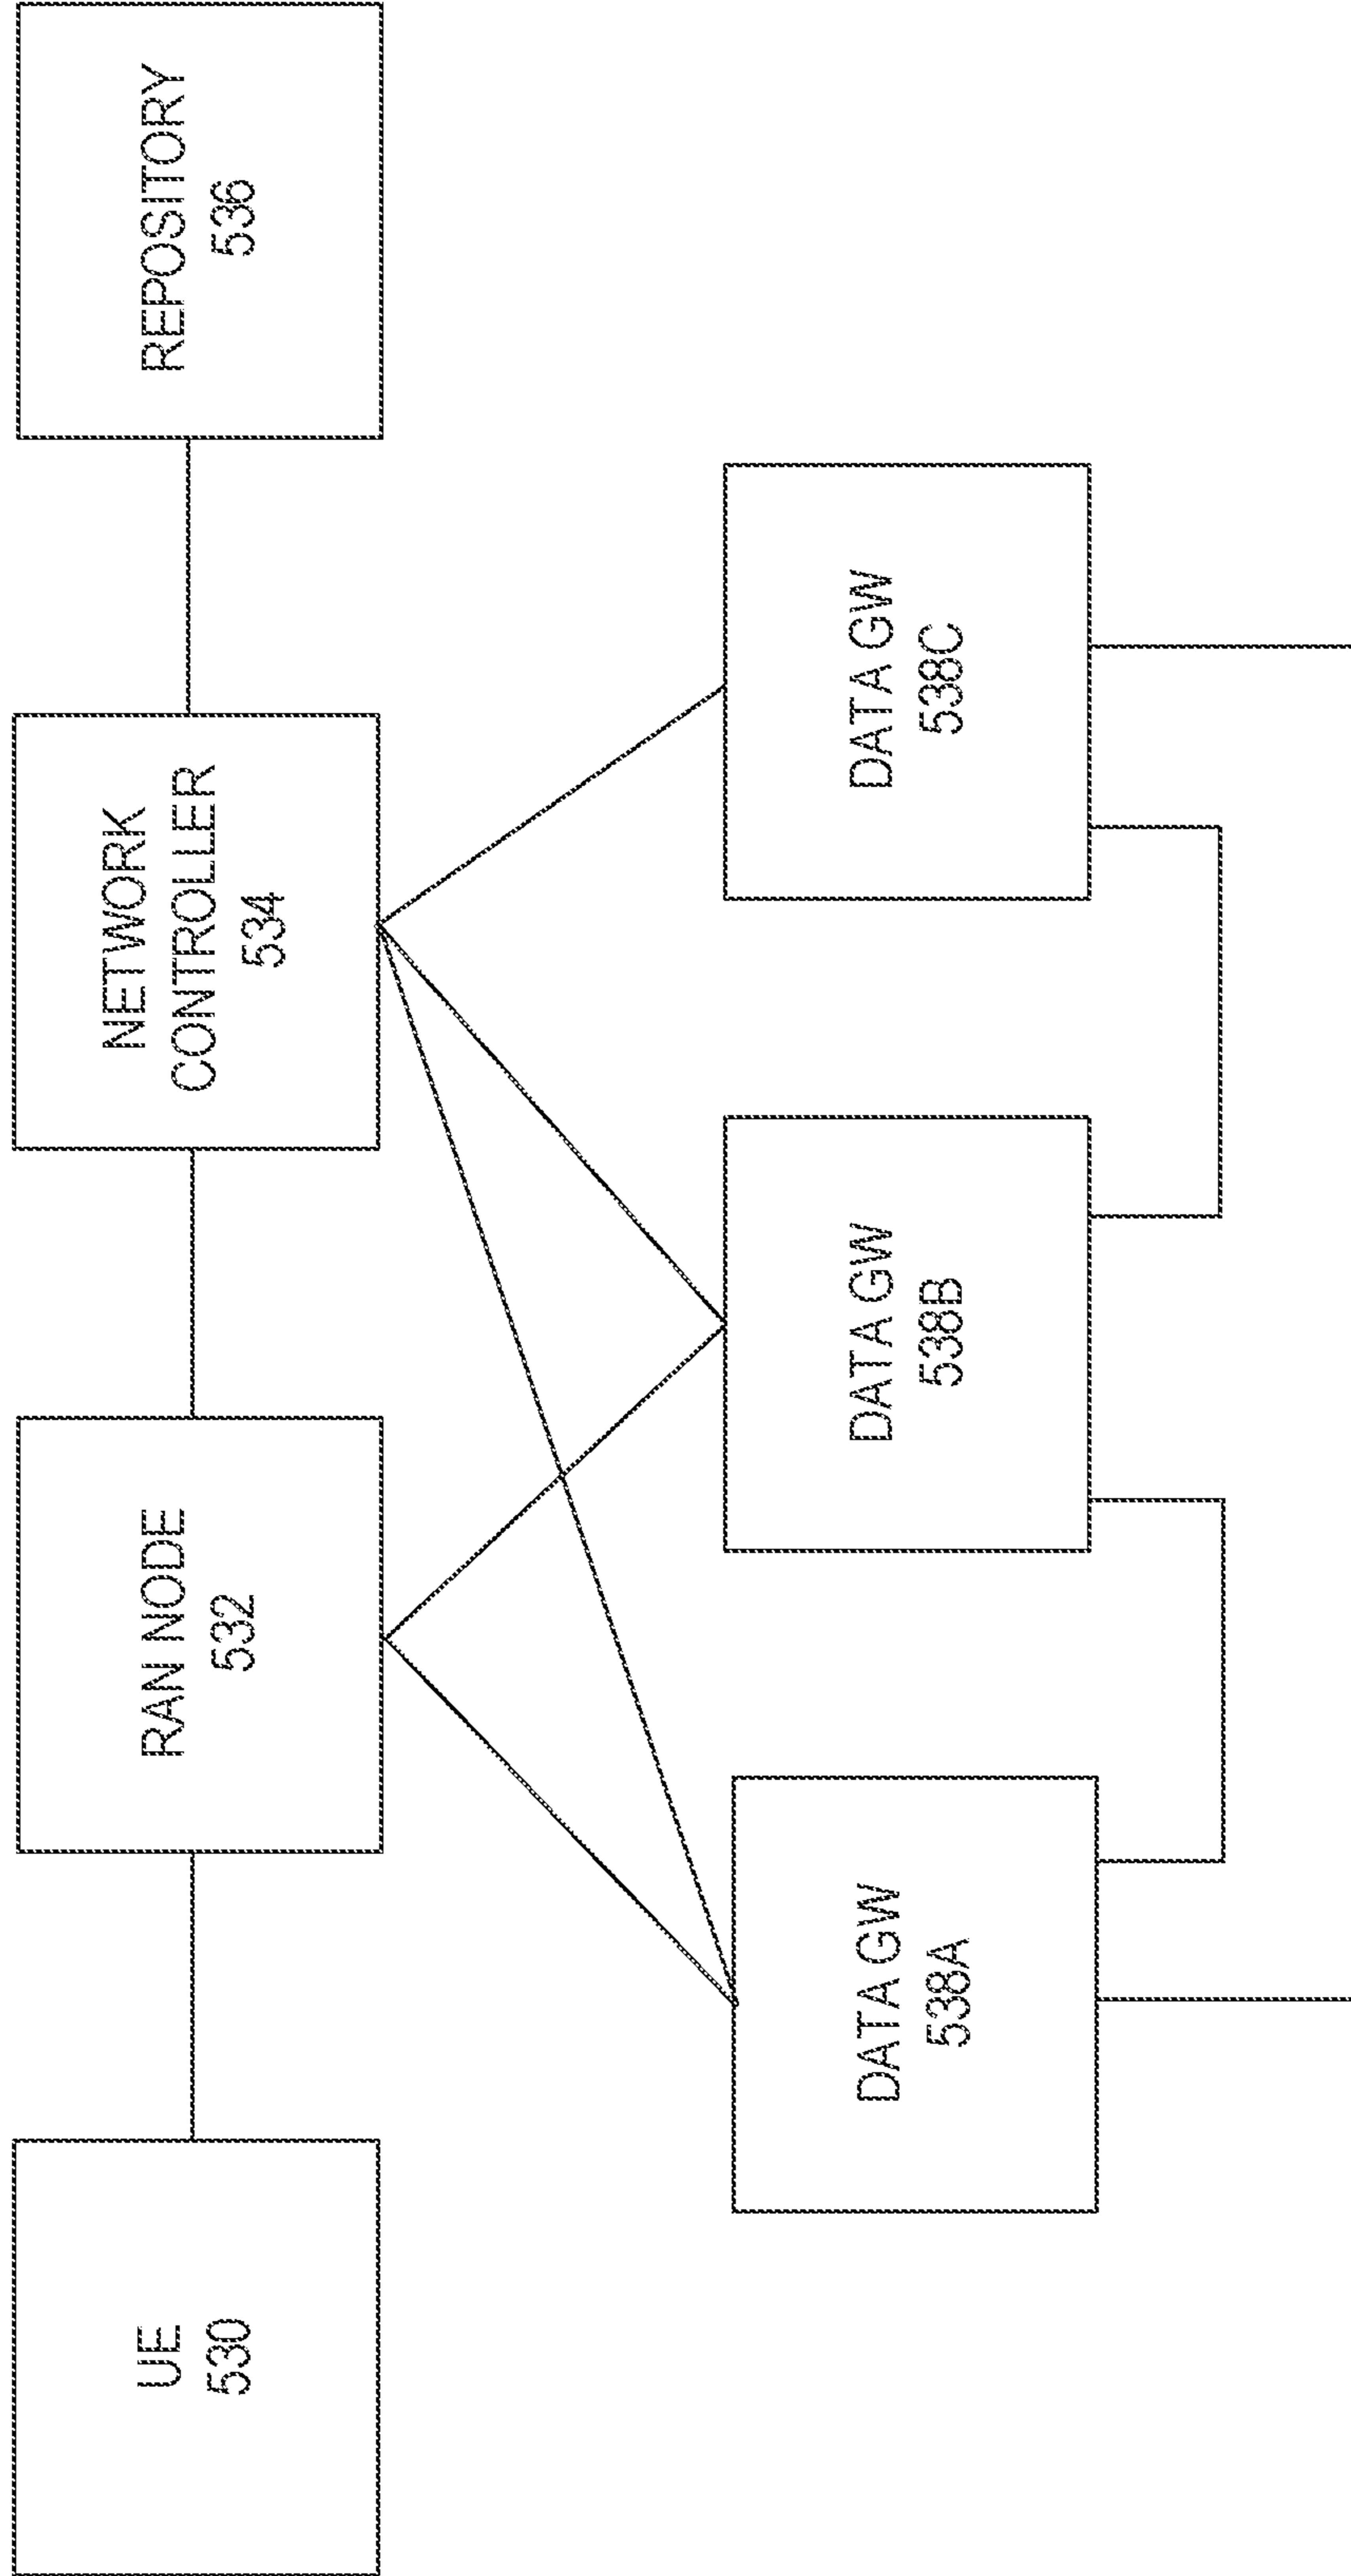 UE
530
RAN NODE
532
NETWORK
CONTROLLER
534
REPOSITORY
536
DATA GW
538A
DATA GW
538B
DATA GW
538C